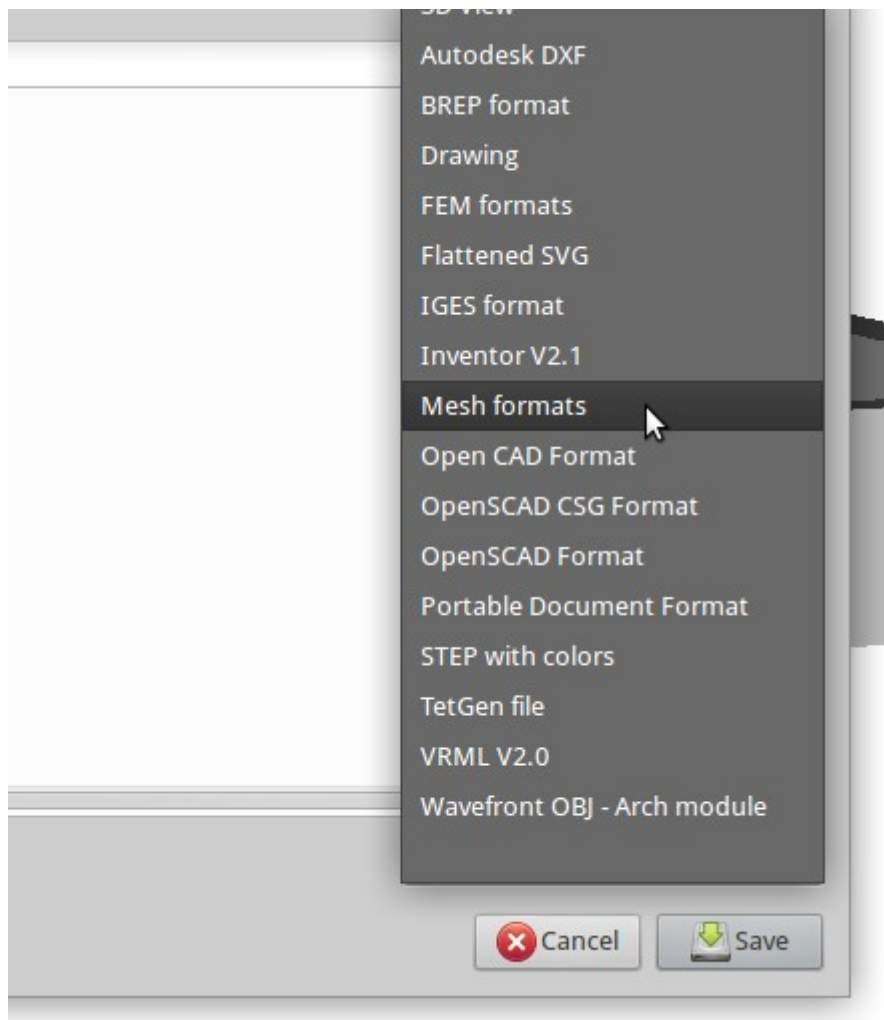 3D View
Autodesk DXF
BREP format
Drawing
FEM formats
Flattened SVG
IGES format
Inventor V2.1
Mesh formats
Open CAD Format
OpenSCAD CSG Format
OpenSCAD Format
Portable Document Format
STEP with colors
TetGen file
VRML V2.0
Wavefront OBJ - Arch module
Cancel
Save